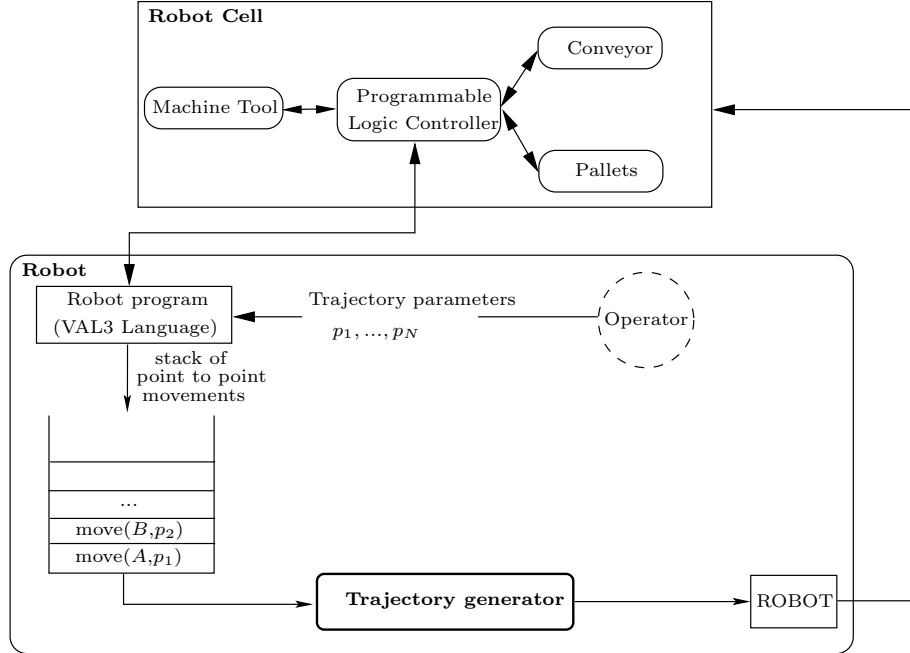 Robot Cell
Conveyor
Machine Tool
Programmable
Logic Controller
Pallets
Robot
Robot program
(VAL3 Language)
Trajectory parameters
p₁, ..., p_N
Operator
stack of
point to point
movements
...
move(B,p₂)
move(A,p₁)
Trajectory generator
ROBOT